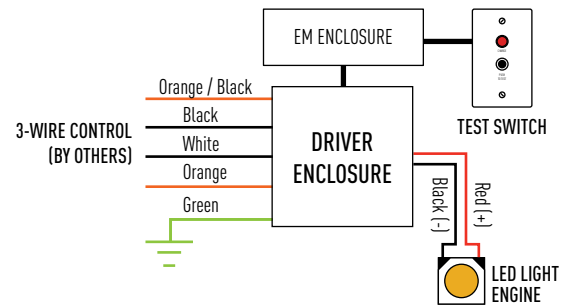 EM ENCLOSURE
TEST SWITCH
Orange / Black
Black
White
Orange
Green
3-WIRE CONTROL
(BY OTHERS)
DRIVER
ENCLOSURE
Black (-)
Red (+)
LED LIGHT
ENGINE